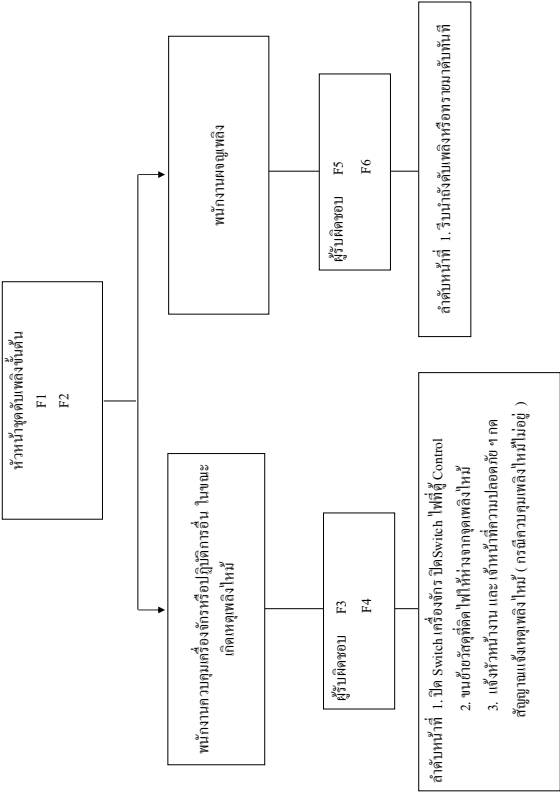 หัวหน้าชุดดับเพลิงขั้นต้น
F1
F2
พนักงานควบคุมเครื่องจักรหรือปฏิบัติการอื่น ในขณะ
เกิดเหตุเพลิงไหม้
พนักงานผจญเพลิง
ผู้รับผิดชอบ F3
F4
ผู้รับผิดชอบ F5
F6
ลำดับหน้าที่ 1. ปิด Switch เครื่องจักร ปิดSwitch ไฟที่ตู้ Control
2. ขนย้ายวัสดุที่ติดไฟให้ห่างจากจุดเพลิงไหม้
3. แจ้งหัวหน้างาน และ เจ้าหน้าที่ความปลอดภัย ฯ กด
สัญญาณแจ้งเหตุเพลิงไหม้ ( กรณีควบคุมเพลิงไหม้ไม่อยู่ )
ลำดับหน้าที่ 1. รีบนำถังดับเพลิงหรือทรายมาดับทันที